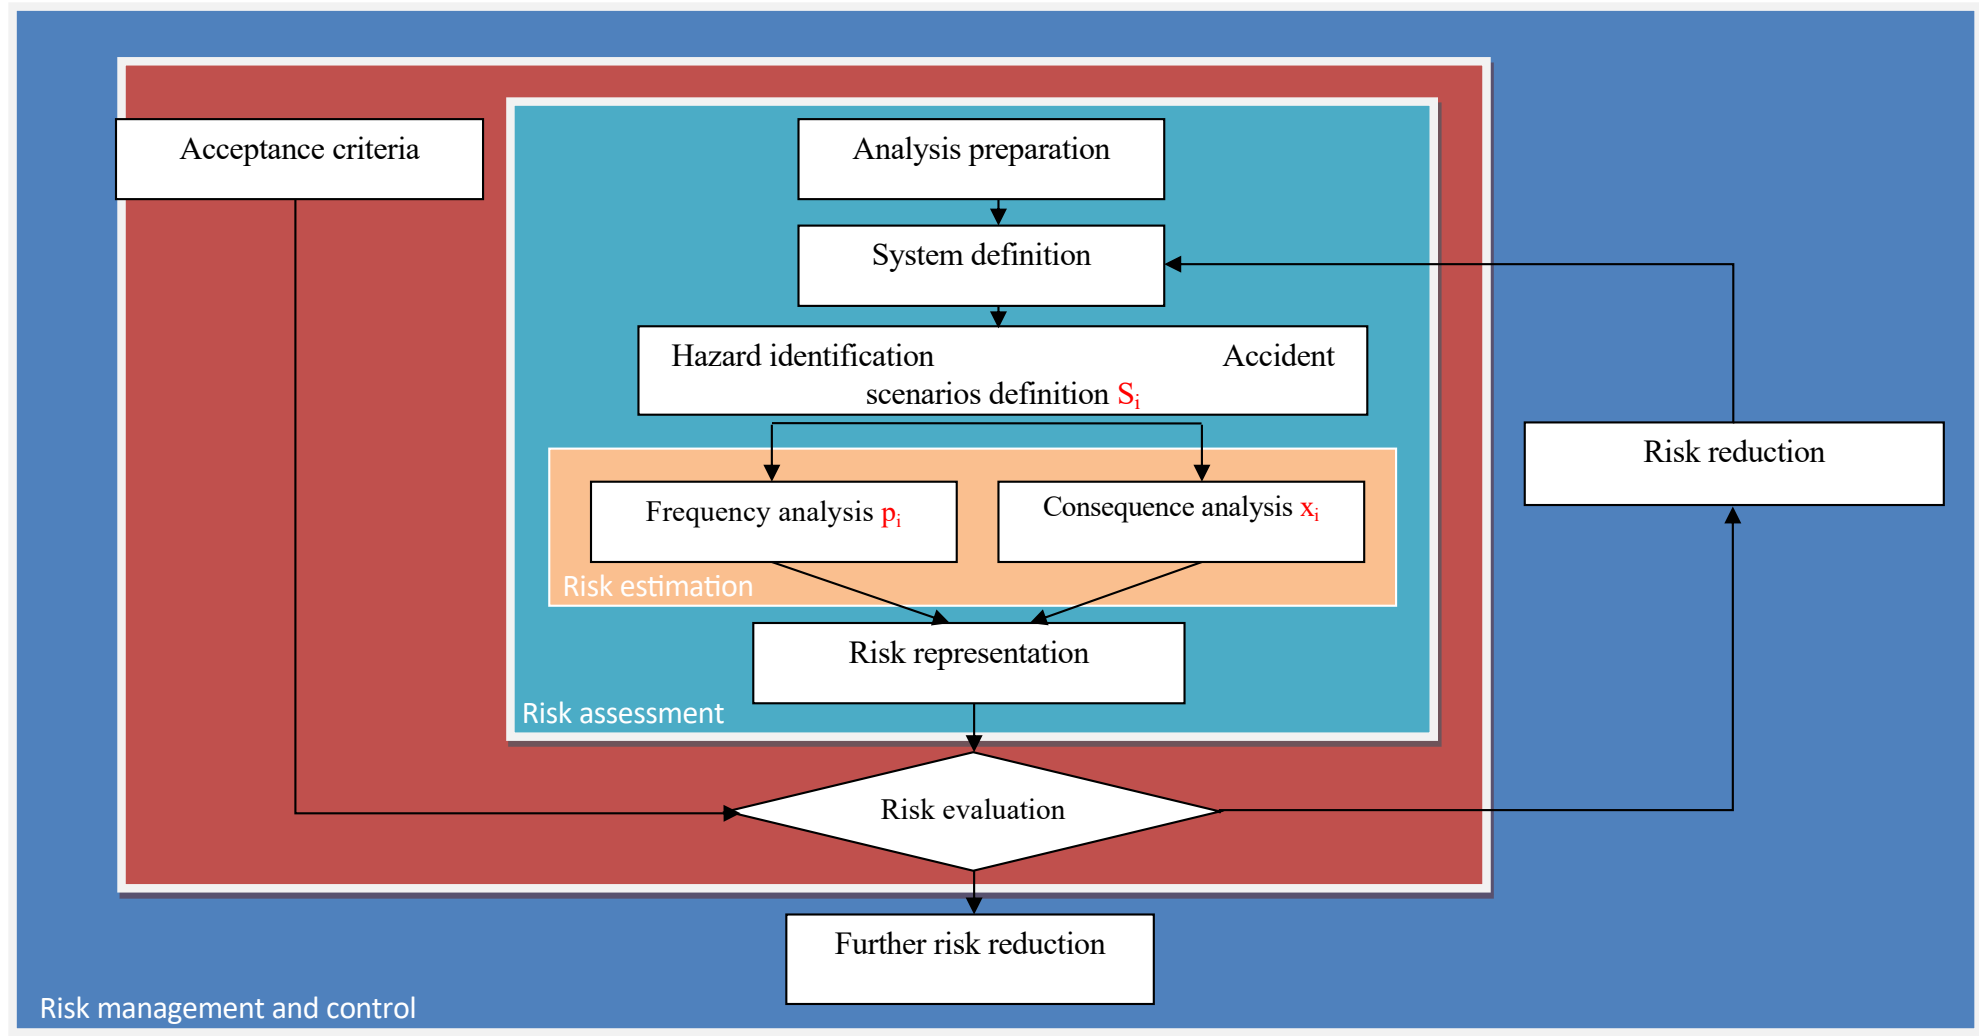 Acceptance criteria
Analysis preparation
System definition
Hazard identification Accident
scenarios definition Si
Frequency analysis pi
Consequence analysis xi
Risk estimation
Risk representation
Risk assessment
Risk evaluation
Risk reduction
Further risk reduction
Risk management and control